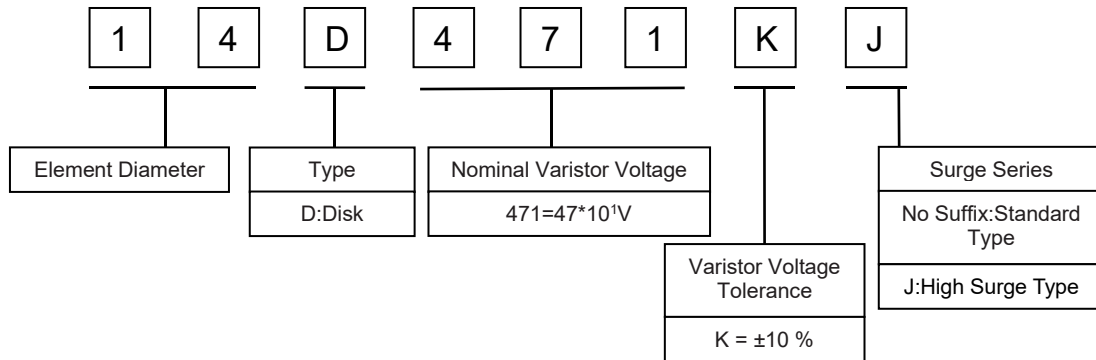 1 4 D 4 7 1 K J
Element Diameter
Type
D:Disk
Nominal Varistor Voltage
471=47*10¹V
Varistor Voltage
Tolerance
K = ±10 %
Surge Series
No Suffix:Standard
Type
J:High Surge Type